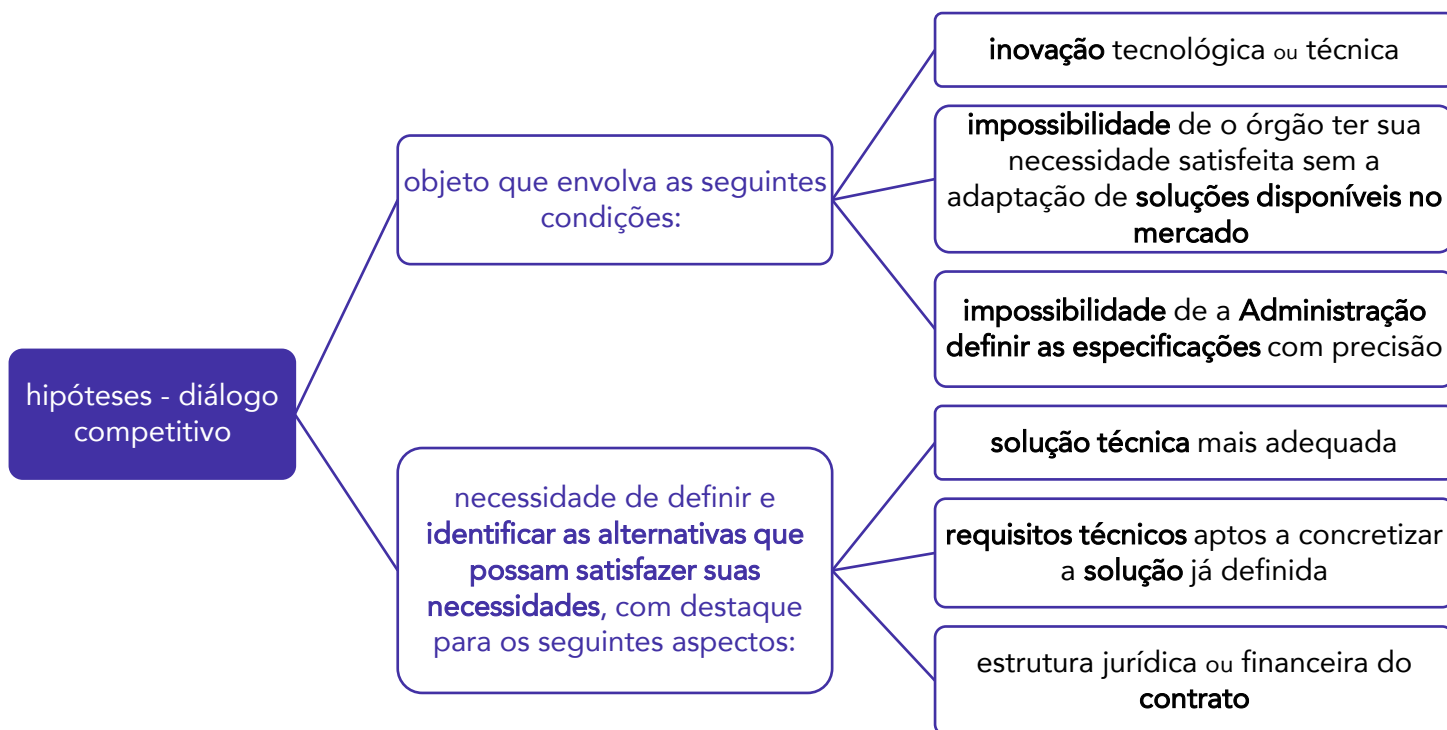 hipóteses - diálogo
competitivo
objeto que envolva as seguintes
condições:
inovação tecnológica ou técnica
impossibilidade de o órgão ter sua
necessidade satisfeita sem a
adaptação de soluções disponíveis no
mercado
impossibilidade de a Administração
definir as especificações com precisão
necessidade de definir e
identificar as alternativas que
possam satisfazer suas
necessidades, com destaque
para os seguintes aspectos:
solução técnica mais adequada
requisitos técnicos aptos a concretizar
a solução já definida
estrutura jurídica ou financeira do
contrato